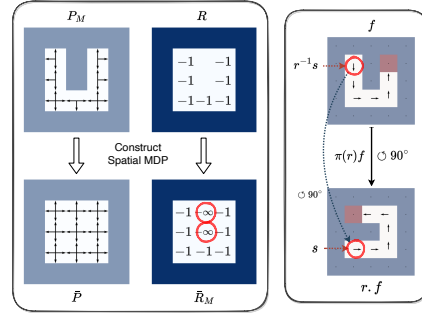 P_M
R
−1 −1
−1 −1
−1 −1 −1
Construct
Spatial MDP
−1 −∞ −1
−1 −∞ −1
−1 −1 −1
P̄
R̄_M
f
r⁻¹s
π(r)f
↺ 90°
↺ 90°
s
r. f